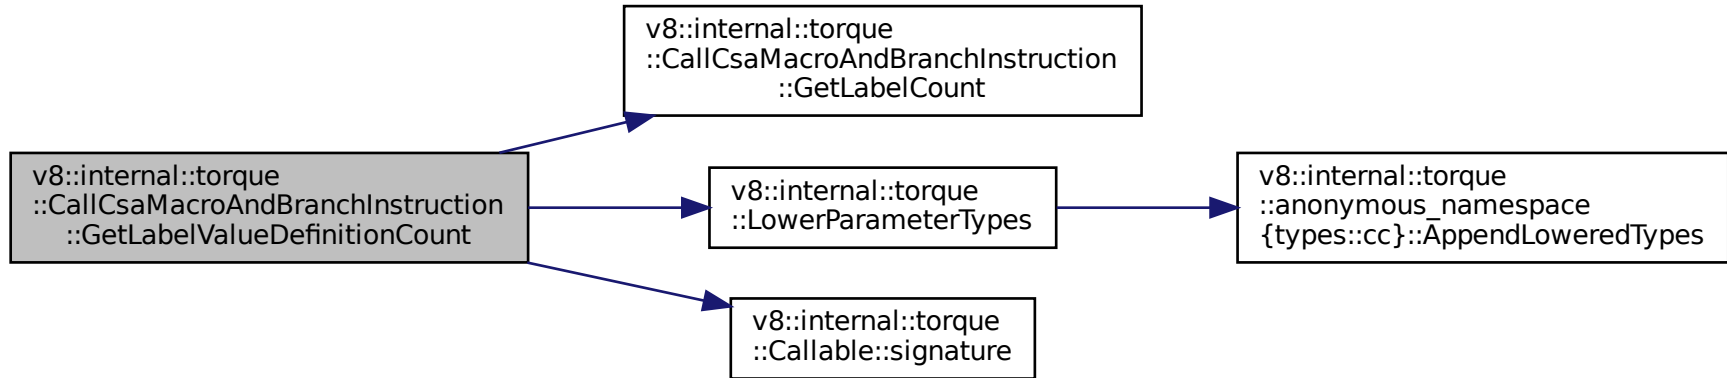 v8::internal::torque
::CallCsaMacroAndBranchInstruction
::GetLabelValueDefinitionCount
v8::internal::torque
::CallCsaMacroAndBranchInstruction
::GetLabelCount
v8::internal::torque
::LowerParameterTypes
v8::internal::torque
::anonymous_namespace
{types::cc}::AppendLoweredTypes
v8::internal::torque
::Callable::signature